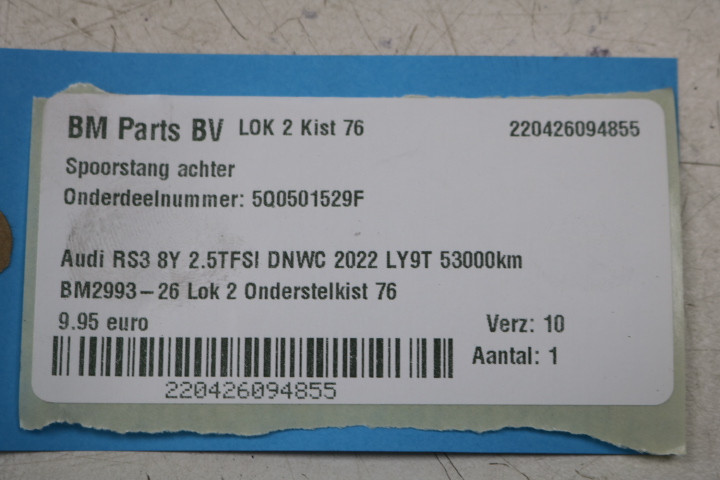 BM Parts BV LOK 2 Kist 76 220426094855
Spoorstang achter
Onderdeelnummer: 5Q0501529F
Audi RS3 8Y 2.5TFSI DNWC 2022 LY9T 53000km
BM2993-26 Lok 2 Onderstelkist 76
9.95 euro Verz: 10
Aantal: 1
220426094855